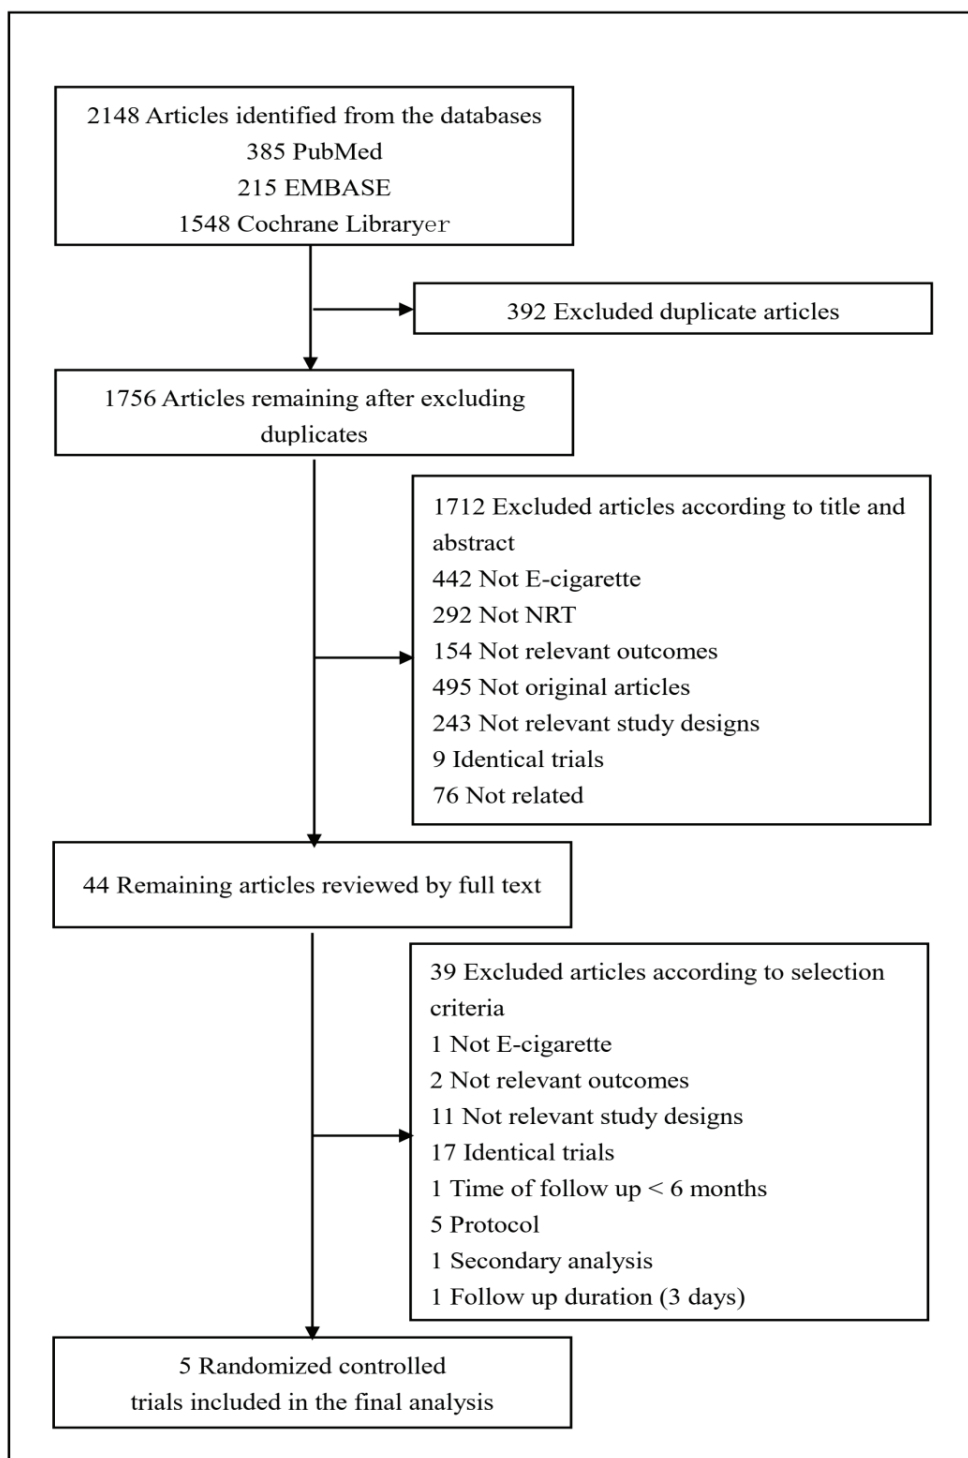 2148 Articles identified from the databases
385 PubMed
215 EMBASE
1548 Cochrane Libraryer
392 Excluded duplicate articles
1756 Articles remaining after excluding
duplicates
1712 Excluded articles according to title and
abstract
442 Not E-cigarette
292 Not NRT
154 Not relevant outcomes
495 Not original articles
243 Not relevant study designs
9 Identical trials
76 Not related
44 Remaining articles reviewed by full text
39 Excluded articles according to selection
criteria
1 Not E-cigarette
2 Not relevant outcomes
11 Not relevant study designs
17 Identical trials
1 Time of follow up < 6 months
5 Protocol
1 Secondary analysis
1 Follow up duration (3 days)
5 Randomized controlled
trials included in the final analysis